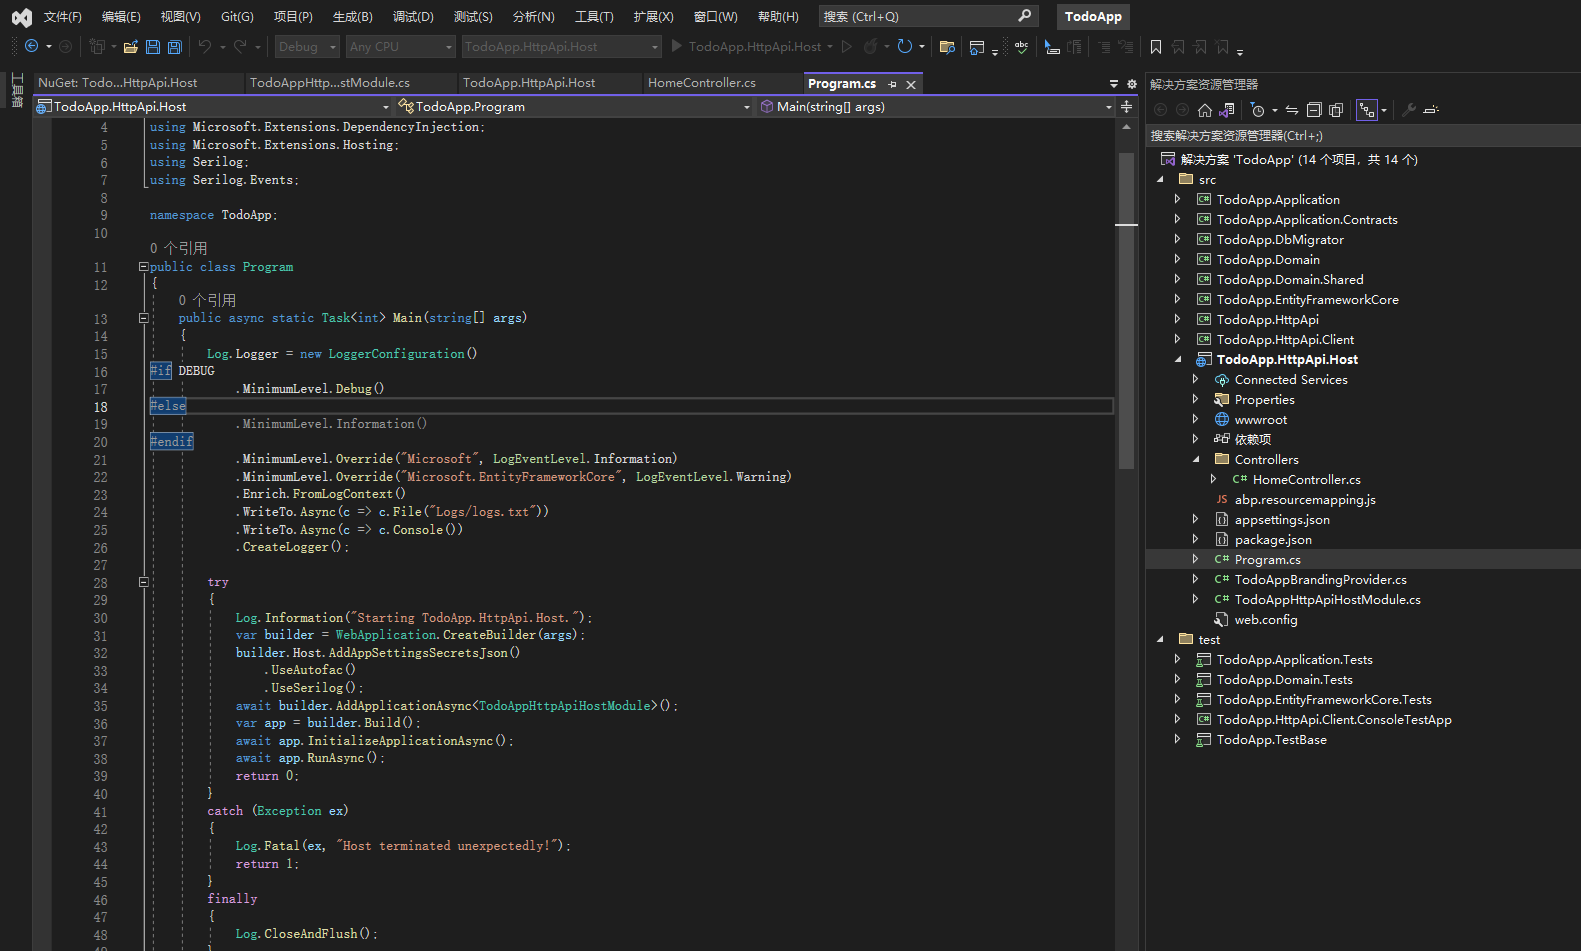 文件(F) 编辑(E) 视图(V) Git(G) 项目(P) 生成(B) 调试(D) 测试(S) 分析(N) 工具(T) 扩展(X) 窗口(W) 帮助(H) 搜索 (Ctrl+Q) TodoApp
Debug Any CPU TodoApp.HttpApi.Host TodoApp.HttpApi.Host
工具箱
NuGet: Todo...HttpApi.Host TodoAppHttp...stModule.cs TodoApp.HttpApi.Host HomeController.cs Program.cs
TodoApp.HttpApi.Host TodoApp.Program Main(string[] args)
4 using Microsoft.Extensions.DependencyInjection;
5 using Microsoft.Extensions.Hosting;
6 using Serilog;
7 using Serilog.Events;
8
9 namespace TodoApp;
10
0 个引用
11 public class Program
12 {
0 个引用
13 public async static Task<int> Main(string[] args)
14 {
15 Log.Logger = new LoggerConfiguration()
16 #if DEBUG
17 .MinimumLevel.Debug()
18 #else
19 .MinimumLevel.Information()
20 #endif
21 .MinimumLevel.Override("Microsoft", LogEventLevel.Information)
22 .MinimumLevel.Override("Microsoft.EntityFrameworkCore", LogEventLevel.Warning)
23 .Enrich.FromLogContext()
24 .WriteTo.Async(c => c.File("Logs/logs.txt"))
25 .WriteTo.Async(c => c.Console())
26 .CreateLogger();
27
28 try
29 {
30 Log.Information("Starting TodoApp.HttpApi.Host.");
31 var builder = WebApplication.CreateBuilder(args);
32 builder.Host.AddAppSettingsSecretsJson()
33 .UseAutofac()
34 .UseSerilog();
35 await builder.AddApplicationAsync<TodoAppHttpApiHostModule>();
36 var app = builder.Build();
37 await app.InitializeApplicationAsync();
38 await app.RunAsync();
39 return 0;
40 }
41 catch (Exception ex)
42 {
43 Log.Fatal(ex, "Host terminated unexpectedly!");
44 return 1;
45 }
46 finally
47 {
48 Log.CloseAndFlush();
49 }
解决方案资源管理器
搜索解决方案资源管理器(Ctrl+;)
解决方案 'TodoApp' (14 个项目，共 14 个)
src
TodoApp.Application
TodoApp.Application.Contracts
TodoApp.DbMigrator
TodoApp.Domain
TodoApp.Domain.Shared
TodoApp.EntityFrameworkCore
TodoApp.HttpApi
TodoApp.HttpApi.Client
TodoApp.HttpApi.Host
Connected Services
Properties
wwwroot
依赖项
Controllers
C# HomeController.cs
JS abp.resourcemapping.js
appsettings.json
package.json
C# Program.cs
C# TodoAppBrandingProvider.cs
C# TodoAppHttpApiHostModule.cs
web.config
test
TodoApp.Application.Tests
TodoApp.Domain.Tests
TodoApp.EntityFrameworkCore.Tests
TodoApp.HttpApi.Client.ConsoleTestApp
TodoApp.TestBase